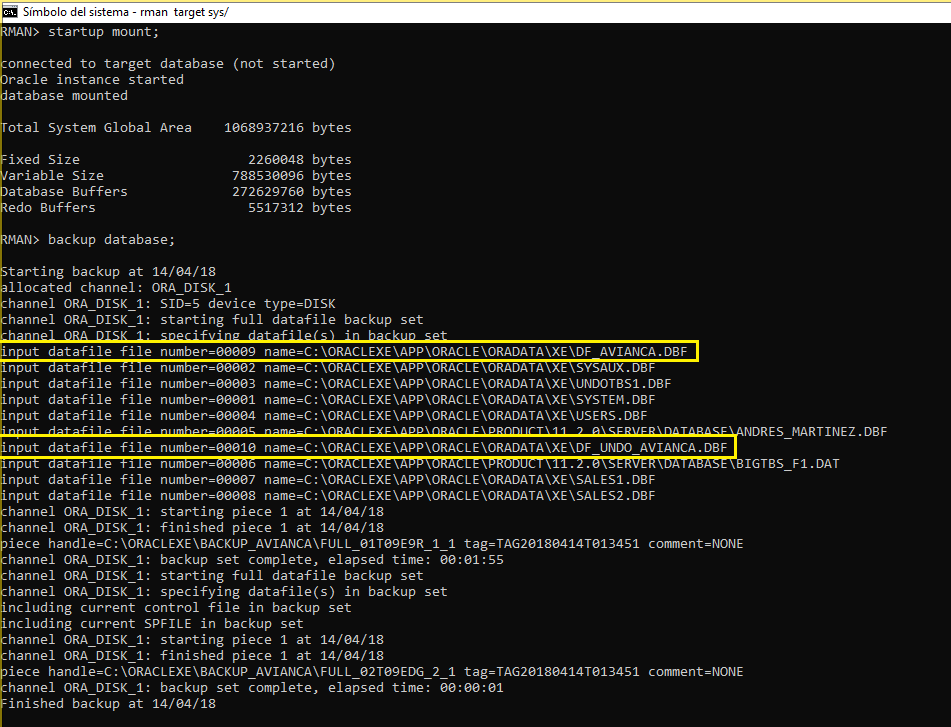 Símbolo del sistema - rman target sys/
RMAN> startup mount;
connected to target database (not started)
Oracle instance started
database mounted
Total System Global Area    1068937216 bytes
Fixed Size                     2260048 bytes
Variable Size                788530096 bytes
Database Buffers             272629760 bytes
Redo Buffers                   5517312 bytes
RMAN> backup database;
Starting backup at 14/04/18
allocated channel: ORA_DISK_1
channel ORA_DISK_1: SID=5 device type=DISK
channel ORA_DISK_1: starting full datafile backup set
channel ORA_DISK_1: specifying datafile(s) in backup set
input datafile file number=00009 name=C:\ORACLEXE\APP\ORACLE\ORADATA\XE\DF_AVIANCA.DBF
input datafile file number=00002 name=C:\ORACLEXE\APP\ORACLE\ORADATA\XE\SYSAUX.DBF
input datafile file number=00003 name=C:\ORACLEXE\APP\ORACLE\ORADATA\XE\UNDOTBS1.DBF
input datafile file number=00001 name=C:\ORACLEXE\APP\ORACLE\ORADATA\XE\SYSTEM.DBF
input datafile file number=00004 name=C:\ORACLEXE\APP\ORACLE\ORADATA\XE\USERS.DBF
input datafile file number=00005 name=C:\ORACLEXE\APP\ORACLE\PRODUCT\11.2.0\SERVER\DATABASE\ANDRES_MARTINEZ.DBF
input datafile file number=00010 name=C:\ORACLEXE\APP\ORACLE\ORADATA\XE\DF_UNDO_AVIANCA.DBF
input datafile file number=00006 name=C:\ORACLEXE\APP\ORACLE\PRODUCT\11.2.0\SERVER\DATABASE\BIGTBS_F1.DAT
input datafile file number=00007 name=C:\ORACLEXE\APP\ORACLE\ORADATA\XE\SALES1.DBF
input datafile file number=00008 name=C:\ORACLEXE\APP\ORACLE\ORADATA\XE\SALES2.DBF
channel ORA_DISK_1: starting piece 1 at 14/04/18
channel ORA_DISK_1: finished piece 1 at 14/04/18
piece handle=C:\ORACLEXE\BACKUP_AVIANCA\FULL_01T09E9R_1_1 tag=TAG20180414T013451 comment=NONE
channel ORA_DISK_1: backup set complete, elapsed time: 00:01:55
channel ORA_DISK_1: starting full datafile backup set
channel ORA_DISK_1: specifying datafile(s) in backup set
including current control file in backup set
including current SPFILE in backup set
channel ORA_DISK_1: starting piece 1 at 14/04/18
channel ORA_DISK_1: finished piece 1 at 14/04/18
piece handle=C:\ORACLEXE\BACKUP_AVIANCA\FULL_02T09EDG_2_1 tag=TAG20180414T013451 comment=NONE
channel ORA_DISK_1: backup set complete, elapsed time: 00:00:01
Finished backup at 14/04/18